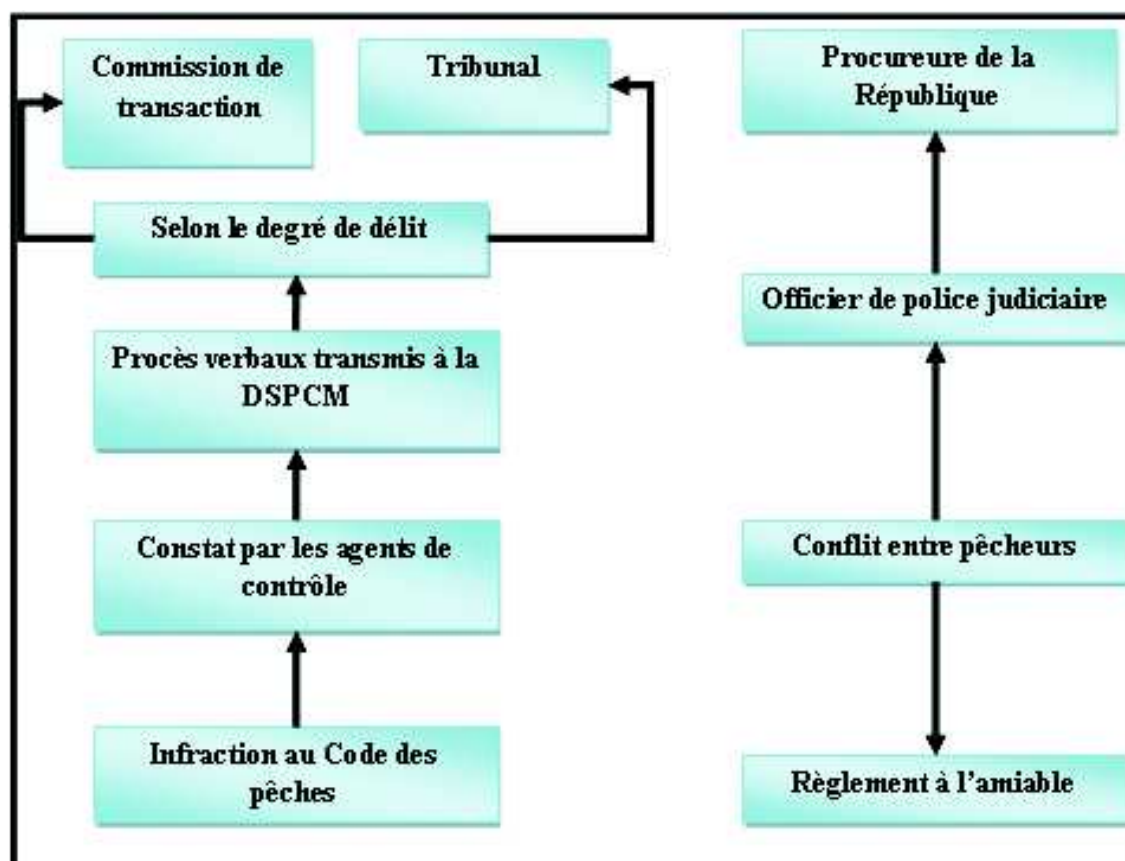 Commission de
transaction
Tribunal
Procureure de la
République
Selon le degré de délit
Officier de police judiciaire
Procès verbaux transmis à la
DSPCM
Constat par les agents de
contrôle
Conflit entre pêcheurs
Infraction au Code des
pêches
Règlement à l'amiable